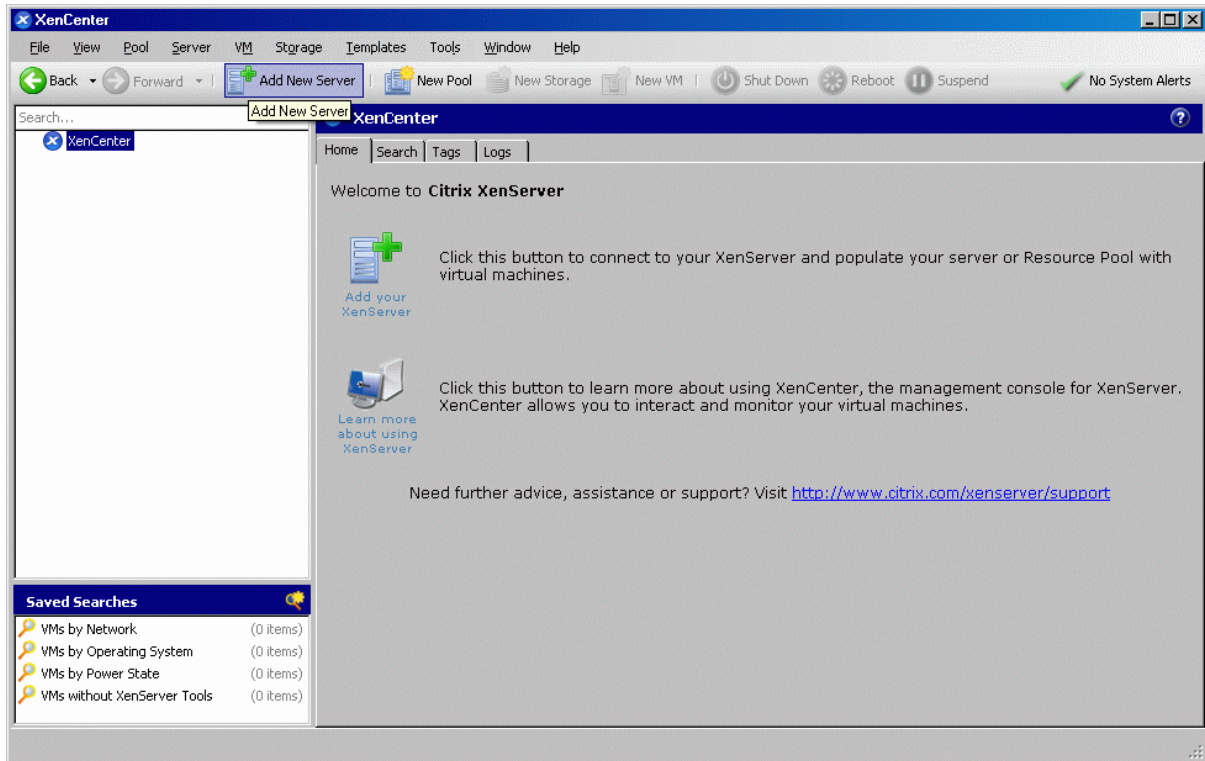 XenCenter
File View Pool Server VM Storage Templates Tools Window Help
Back Forward Add New Server New Pool New Storage New VM Shut Down Reboot Suspend No System Alerts
Search...
Add New Server
XenCenter
XenCenter
Home Search Tags Logs
Welcome to Citrix XenServer
Click this button to connect to your XenServer and populate your server or Resource Pool with
virtual machines.
Add your
XenServer
Click this button to learn more about using XenCenter, the management console for XenServer.
XenCenter allows you to interact and monitor your virtual machines.
Learn more
about using
XenServer
Need further advice, assistance or support? Visit http://www.citrix.com/xenserver/support
Saved Searches
VMs by Network (0 items)
VMs by Operating System (0 items)
VMs by Power State (0 items)
VMs without XenServer Tools (0 items)